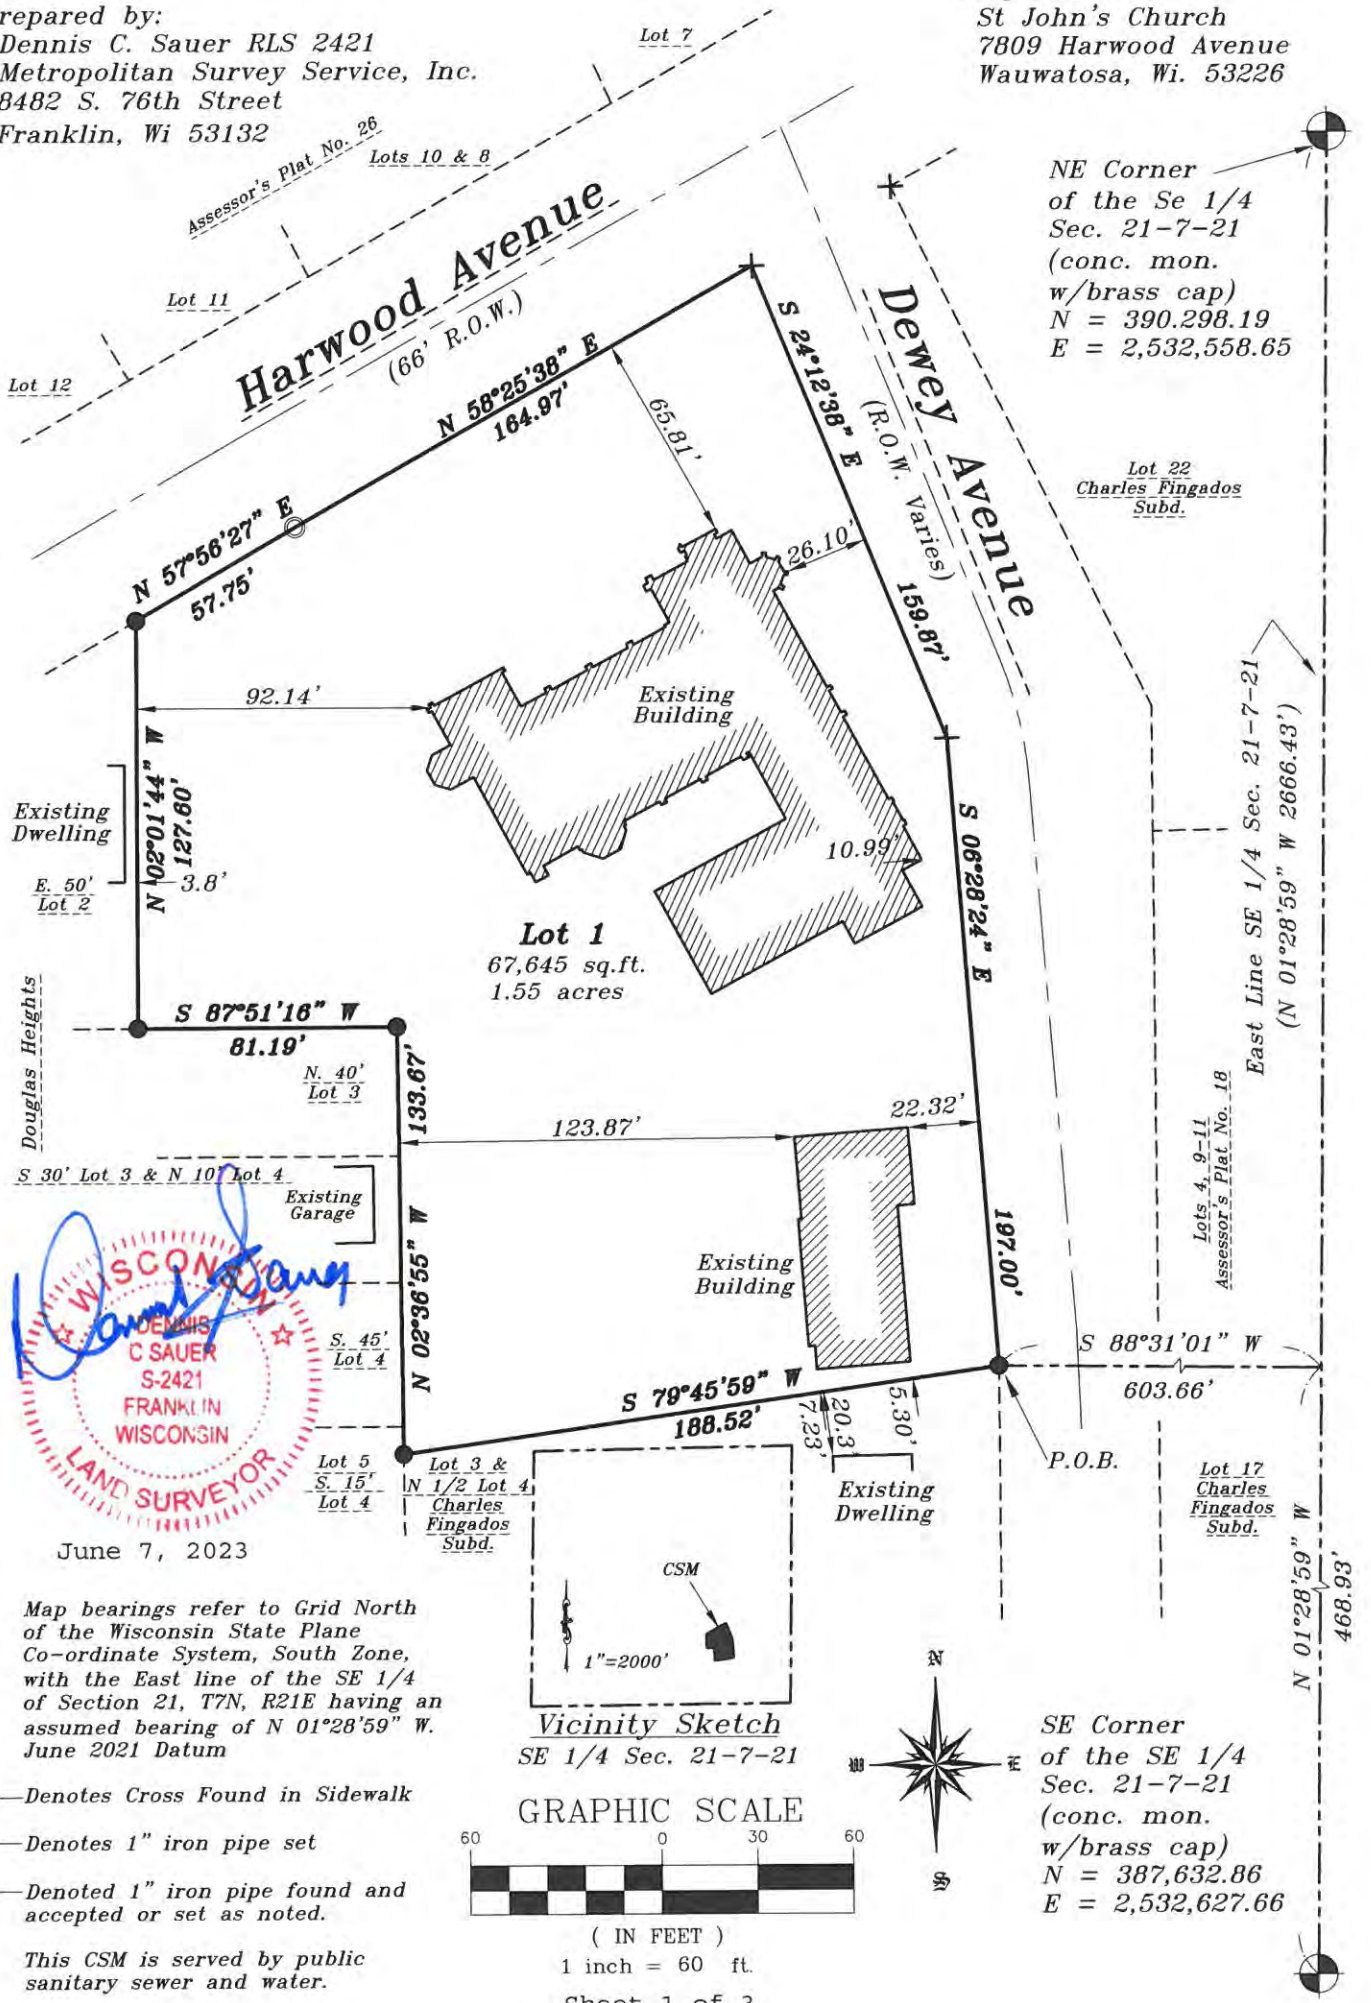 repared by:
Dennis C. Sauer RLS 2421
Metropolitan Survey Service, Inc.
8482 S. 76th Street
Franklin, Wi 53132
St John's Church
7809 Harwood Avenue
Wauwatosa, Wi. 53226
Lot 7
Assessor's Plat No. 26
Lots 10 & 8
Lot 11
Lot 12
Harwood Avenue
(66' R.O.W.)
NE Corner
of the Se 1/4
Sec. 21-7-21
(conc. mon.
w/brass cap)
N = 390.298.19
E = 2,532,558.65
N 58°25'38" E
164.97'
N 57°56'27" E
57.75'
65.81'
S 24°12'38" E
159.87'
Dewey Avenue
(R.O.W. Varies)
Lot 22
Charles Fingados
Subd.
26.10'
92.14'
Existing
Building
N 02°01'44" W
127.60'
Existing
Dwelling
3.8'
E. 50'
Lot 2
10.99'
S 06°28'24" E
197.00'
East Line SE 1/4 Sec. 21-7-21
(N 01°28'59" W 2666.43')
Lot 1
67,645 sq.ft.
1.55 acres
Douglas Heights
S 87°51'16" W
81.19'
N. 40'
Lot 3
133.67'
N 02°36'55" W
22.32'
123.87'
Lots 4, 9-11
Assessor's Plat No. 18
S 30' Lot 3 & N 10' Lot 4
Existing
Garage
Existing
Building
S. 45'
Lot 4
WISCONSIN
DENNIS
C SAUER
S-2421
FRANKLIN
WISCONSIN
LAND SURVEYOR
June 7, 2023
S 79°45'59" W
188.52'
S 88°31'01" W
603.66'
5.30'
20.3'
7.23'
P.O.B.
Lot 5
S. 15'
Lot 4
Lot 3 &
N 1/2 Lot 4
Charles
Fingados
Subd.
Existing
Dwelling
Lot 17
Charles
Fingados
Subd.
N 01°28'59" W
468.93'
CSM
1"=2000'
Vicinity Sketch
SE 1/4 Sec. 21-7-21
Map bearings refer to Grid North
of the Wisconsin State Plane
Co-ordinate System, South Zone,
with the East line of the SE 1/4
of Section 21, T7N, R21E having an
assumed bearing of N 01°28'59" W.
June 2021 Datum
—Denotes Cross Found in Sidewalk
—Denotes 1" iron pipe set
—Denoted 1" iron pipe found and
accepted or set as noted.
This CSM is served by public
sanitary sewer and water.
N
W
E
S
SE Corner
of the SE 1/4
Sec. 21-7-21
(conc. mon.
w/brass cap)
N = 387,632.86
E = 2,532,627.66
GRAPHIC SCALE
60 0 30 60
( IN FEET )
1 inch = 60 ft.
Sheet 1 of 3